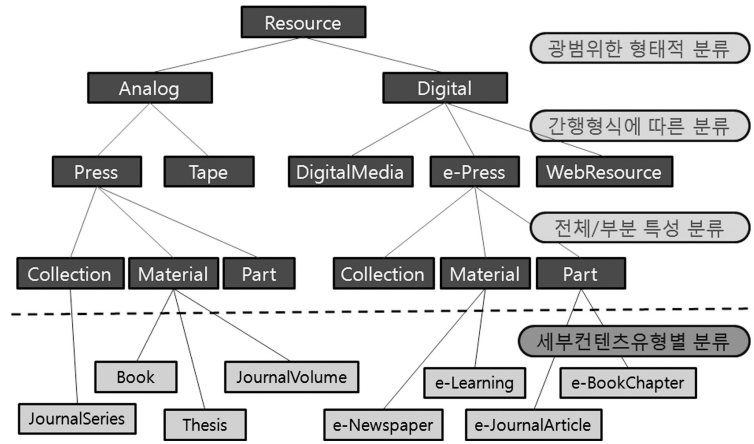 Resource
광범위한 형태적 분류
Analog
Digital
간행형식에 따른 분류
Press
Tape
DigitalMedia
e-Press
WebResource
전체/부분 특성 분류
Collection
Material
Part
Collection
Material
Part
세부컨텐츠유형별 분류
Book
JournalVolume
e-Learning
e-BookChapter
JournalSeries
Thesis
e-Newspaper
e-JournalArticle